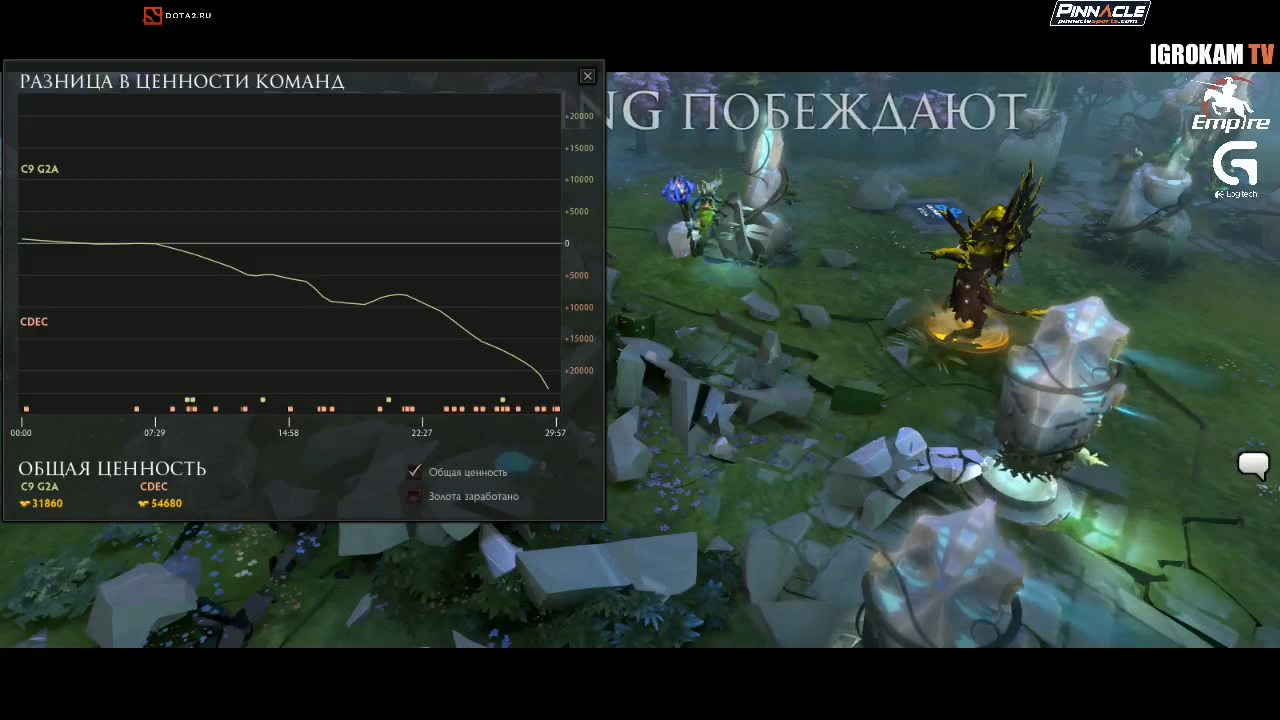 DOTA2.RU
PINNACLE
pinnaclesports.com
IGROKAM TV
РАЗНИЦА В ЦЕННОСТИ КОМАНД
NG ПОБЕЖДАЮТ
Empire
Logitech
+20000
+15000
C9 G2A
+10000
+5000
0
+5000
+10000
CDEC
+15000
+20000
00:00
07:29
14:58
22:27
29:57
ОБЩАЯ ЦЕННОСТЬ
C9 G2A
CDEC
31860
54680
Общая ценность
Золота заработано